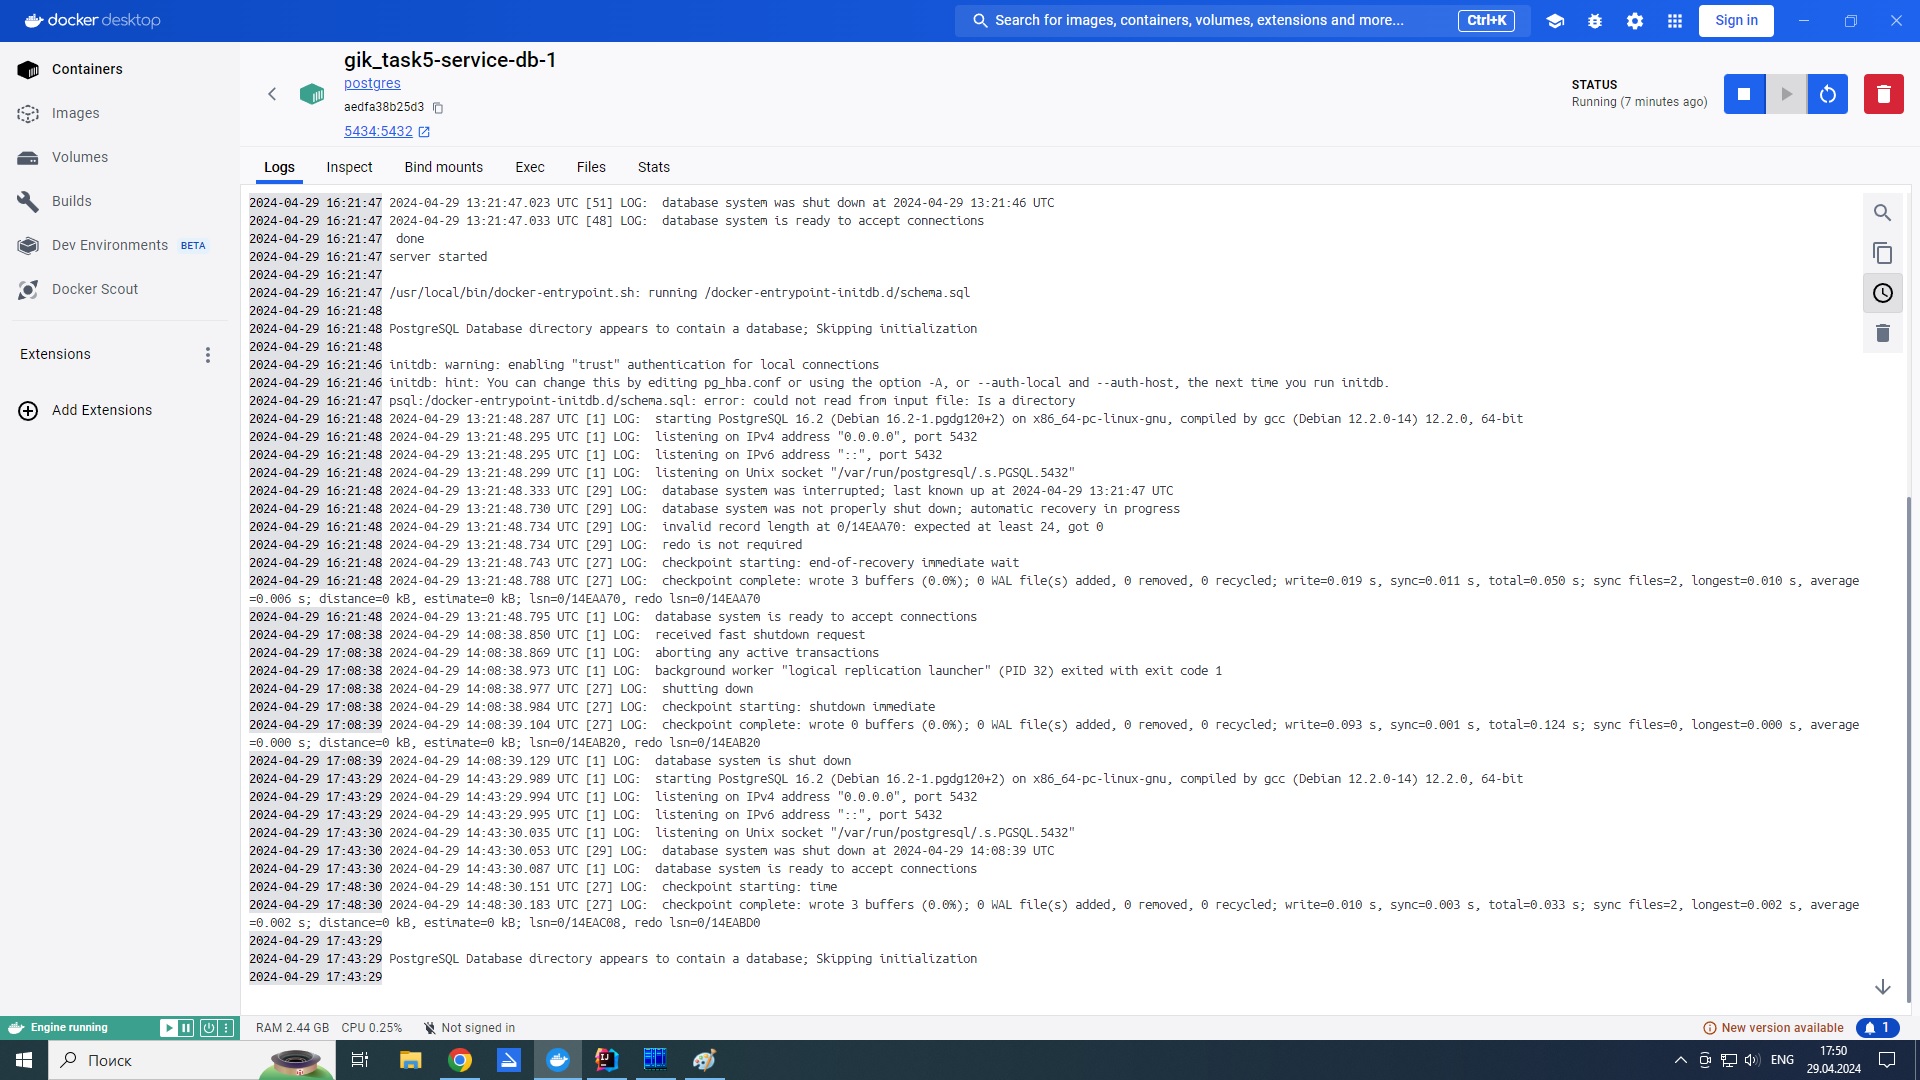 docker desktop
Search for images, containers, volumes, extensions and more...
Ctrl+K
Sign in
Containers
Images
Volumes
Builds
Dev Environments BETA
Docker Scout
Extensions
Add Extensions
gik_task5-service-db-1
postgres
aedfa38b25d3
5434:5432
STATUS
Running (7 minutes ago)
Logs
Inspect
Bind mounts
Exec
Files
Stats
2024-04-29 16:21:47 2024-04-29 13:21:47.023 UTC [51] LOG:  database system was shut down at 2024-04-29 13:21:46 UTC
2024-04-29 16:21:47 2024-04-29 13:21:47.033 UTC [48] LOG:  database system is ready to accept connections
2024-04-29 16:21:47  done
2024-04-29 16:21:47 server started
2024-04-29 16:21:47
2024-04-29 16:21:47 /usr/local/bin/docker-entrypoint.sh: running /docker-entrypoint-initdb.d/schema.sql
2024-04-29 16:21:48
2024-04-29 16:21:48 PostgreSQL Database directory appears to contain a database; Skipping initialization
2024-04-29 16:21:48
2024-04-29 16:21:46 initdb: warning: enabling "trust" authentication for local connections
2024-04-29 16:21:46 initdb: hint: You can change this by editing pg_hba.conf or using the option -A, or --auth-local and --auth-host, the next time you run initdb.
2024-04-29 16:21:47 psql:/docker-entrypoint-initdb.d/schema.sql: error: could not read from input file: Is a directory
2024-04-29 16:21:48 2024-04-29 13:21:48.287 UTC [1] LOG:  starting PostgreSQL 16.2 (Debian 16.2-1.pgdg120+2) on x86_64-pc-linux-gnu, compiled by gcc (Debian 12.2.0-14) 12.2.0, 64-bit
2024-04-29 16:21:48 2024-04-29 13:21:48.295 UTC [1] LOG:  listening on IPv4 address "0.0.0.0", port 5432
2024-04-29 16:21:48 2024-04-29 13:21:48.295 UTC [1] LOG:  listening on IPv6 address "::", port 5432
2024-04-29 16:21:48 2024-04-29 13:21:48.299 UTC [1] LOG:  listening on Unix socket "/var/run/postgresql/.s.PGSQL.5432"
2024-04-29 16:21:48 2024-04-29 13:21:48.333 UTC [29] LOG:  database system was interrupted; last known up at 2024-04-29 13:21:47 UTC
2024-04-29 16:21:48 2024-04-29 13:21:48.730 UTC [29] LOG:  database system was not properly shut down; automatic recovery in progress
2024-04-29 16:21:48 2024-04-29 13:21:48.734 UTC [29] LOG:  invalid record length at 0/14EAA70: expected at least 24, got 0
2024-04-29 16:21:48 2024-04-29 13:21:48.734 UTC [29] LOG:  redo is not required
2024-04-29 16:21:48 2024-04-29 13:21:48.743 UTC [27] LOG:  checkpoint starting: end-of-recovery immediate wait
2024-04-29 16:21:48 2024-04-29 13:21:48.788 UTC [27] LOG:  checkpoint complete: wrote 3 buffers (0.0%); 0 WAL file(s) added, 0 removed, 0 recycled; write=0.019 s, sync=0.011 s, total=0.050 s; sync files=2, longest=0.010 s, average
=0.006 s; distance=0 kB, estimate=0 kB; lsn=0/14EAA70, redo lsn=0/14EAA70
2024-04-29 16:21:48 2024-04-29 13:21:48.795 UTC [1] LOG:  database system is ready to accept connections
2024-04-29 17:08:38 2024-04-29 14:08:38.850 UTC [1] LOG:  received fast shutdown request
2024-04-29 17:08:38 2024-04-29 14:08:38.869 UTC [1] LOG:  aborting any active transactions
2024-04-29 17:08:38 2024-04-29 14:08:38.973 UTC [1] LOG:  background worker "logical replication launcher" (PID 32) exited with exit code 1
2024-04-29 17:08:38 2024-04-29 14:08:38.977 UTC [27] LOG:  shutting down
2024-04-29 17:08:38 2024-04-29 14:08:38.984 UTC [27] LOG:  checkpoint starting: shutdown immediate
2024-04-29 17:08:39 2024-04-29 14:08:39.104 UTC [27] LOG:  checkpoint complete: wrote 0 buffers (0.0%); 0 WAL file(s) added, 0 removed, 0 recycled; write=0.093 s, sync=0.001 s, total=0.124 s; sync files=0, longest=0.000 s, average
=0.000 s; distance=0 kB, estimate=0 kB; lsn=0/14EAB20, redo lsn=0/14EAB20
2024-04-29 17:08:39 2024-04-29 14:08:39.129 UTC [1] LOG:  database system is shut down
2024-04-29 17:43:29 2024-04-29 14:43:29.989 UTC [1] LOG:  starting PostgreSQL 16.2 (Debian 16.2-1.pgdg120+2) on x86_64-pc-linux-gnu, compiled by gcc (Debian 12.2.0-14) 12.2.0, 64-bit
2024-04-29 17:43:29 2024-04-29 14:43:29.994 UTC [1] LOG:  listening on IPv4 address "0.0.0.0", port 5432
2024-04-29 17:43:29 2024-04-29 14:43:29.995 UTC [1] LOG:  listening on IPv6 address "::", port 5432
2024-04-29 17:43:30 2024-04-29 14:43:30.035 UTC [1] LOG:  listening on Unix socket "/var/run/postgresql/.s.PGSQL.5432"
2024-04-29 17:43:30 2024-04-29 14:43:30.053 UTC [29] LOG:  database system was shut down at 2024-04-29 14:08:39 UTC
2024-04-29 17:43:30 2024-04-29 14:43:30.087 UTC [1] LOG:  database system is ready to accept connections
2024-04-29 17:48:30 2024-04-29 14:48:30.151 UTC [27] LOG:  checkpoint starting: time
2024-04-29 17:48:30 2024-04-29 14:48:30.183 UTC [27] LOG:  checkpoint complete: wrote 3 buffers (0.0%); 0 WAL file(s) added, 0 removed, 0 recycled; write=0.010 s, sync=0.003 s, total=0.033 s; sync files=2, longest=0.002 s, average
=0.002 s; distance=0 kB, estimate=0 kB; lsn=0/14EAC08, redo lsn=0/14EABD0
2024-04-29 17:43:29
2024-04-29 17:43:29 PostgreSQL Database directory appears to contain a database; Skipping initialization
2024-04-29 17:43:29
Engine running
RAM 2.44 GB
CPU 0.25%
Not signed in
New version available
1
Поиск
ENG
17:50
29.04.2024